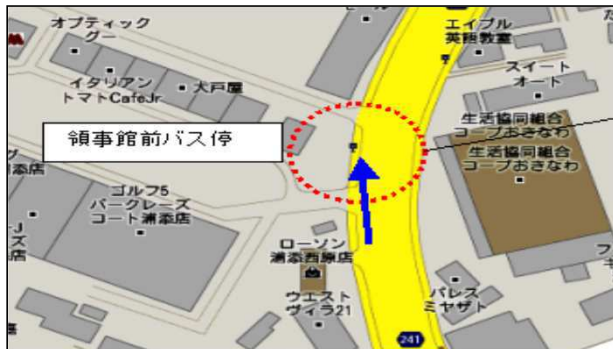 オプティック
グー
エイブル
英語教室
イタリアン
トマトCafeJr
大戸屋
スイート
オート
領事館前バス停
生活協同組合
コープおきなわ
生活協同組合
コープおきなわ
ゴルフ5
パークレーズ
コート浦添店
ローソン
浦添西原店
ウエスト
ヴィラ21
パレス
ミヤザト
241